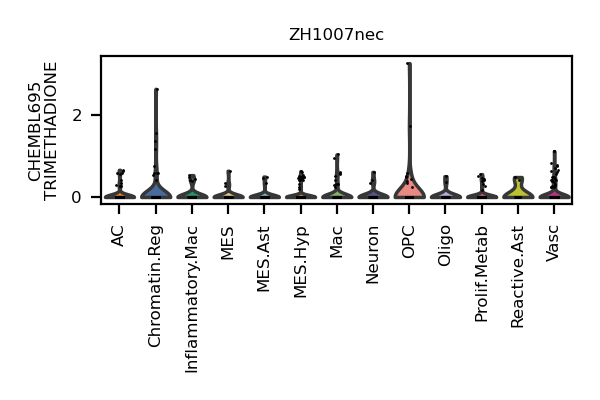 ZH1007nec
CHEMBL695
TRIMETHADIONE
2
0
AC
Chromatin.Reg
Inflammatory.Mac
MES
MES.Ast
MES.Hyp
Mac
Neuron
OPC
Oligo
Prolif.Metab
Reactive.Ast
Vasc